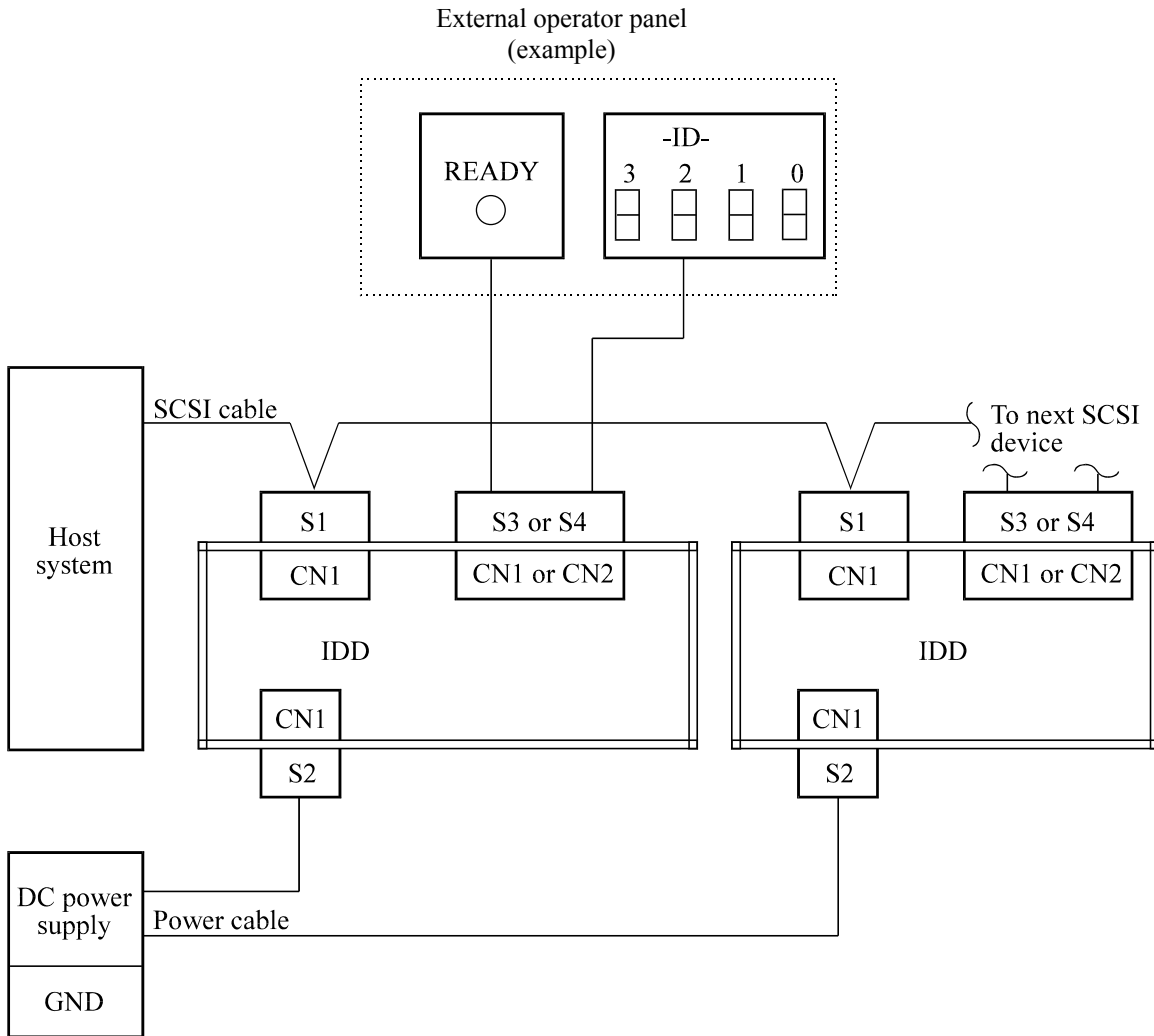 External operator panel
(example)
READY
-ID-
3 2 1 0
SCSI cable
To next SCSI
device
Host
system
S1
S3 or S4
S1
S3 or S4
CN1
CN1 or CN2
CN1
CN1 or CN2
IDD
IDD
CN1
CN1
S2
S2
DC power
supply
Power cable
GND